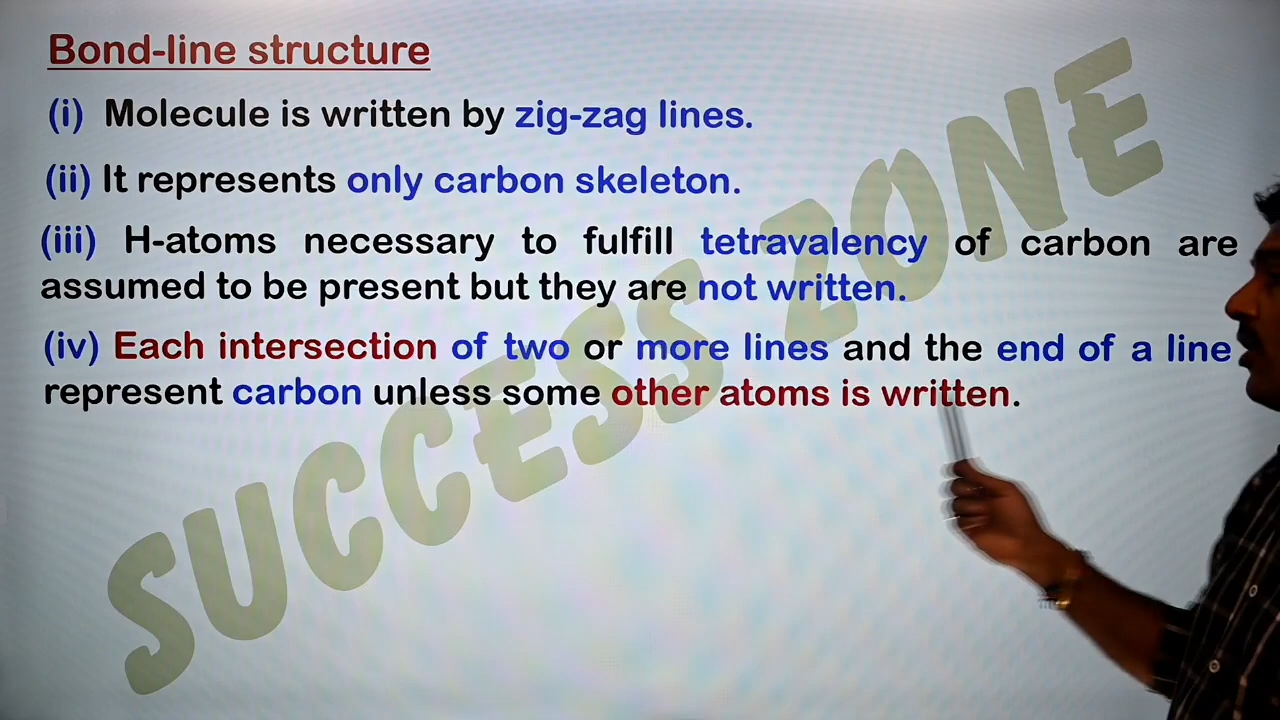 Bond-line structure
(i) Molecule is written by zig-zag lines.
(ii) It represents only carbon skeleton.
(iii) H-atoms necessary to fulfill tetravalency of carbon are
assumed to be present but they are not written.
(iv) Each intersection of two or more lines and the end of a line
represent carbon unless some other atoms is written.
SUCCESS ZONE